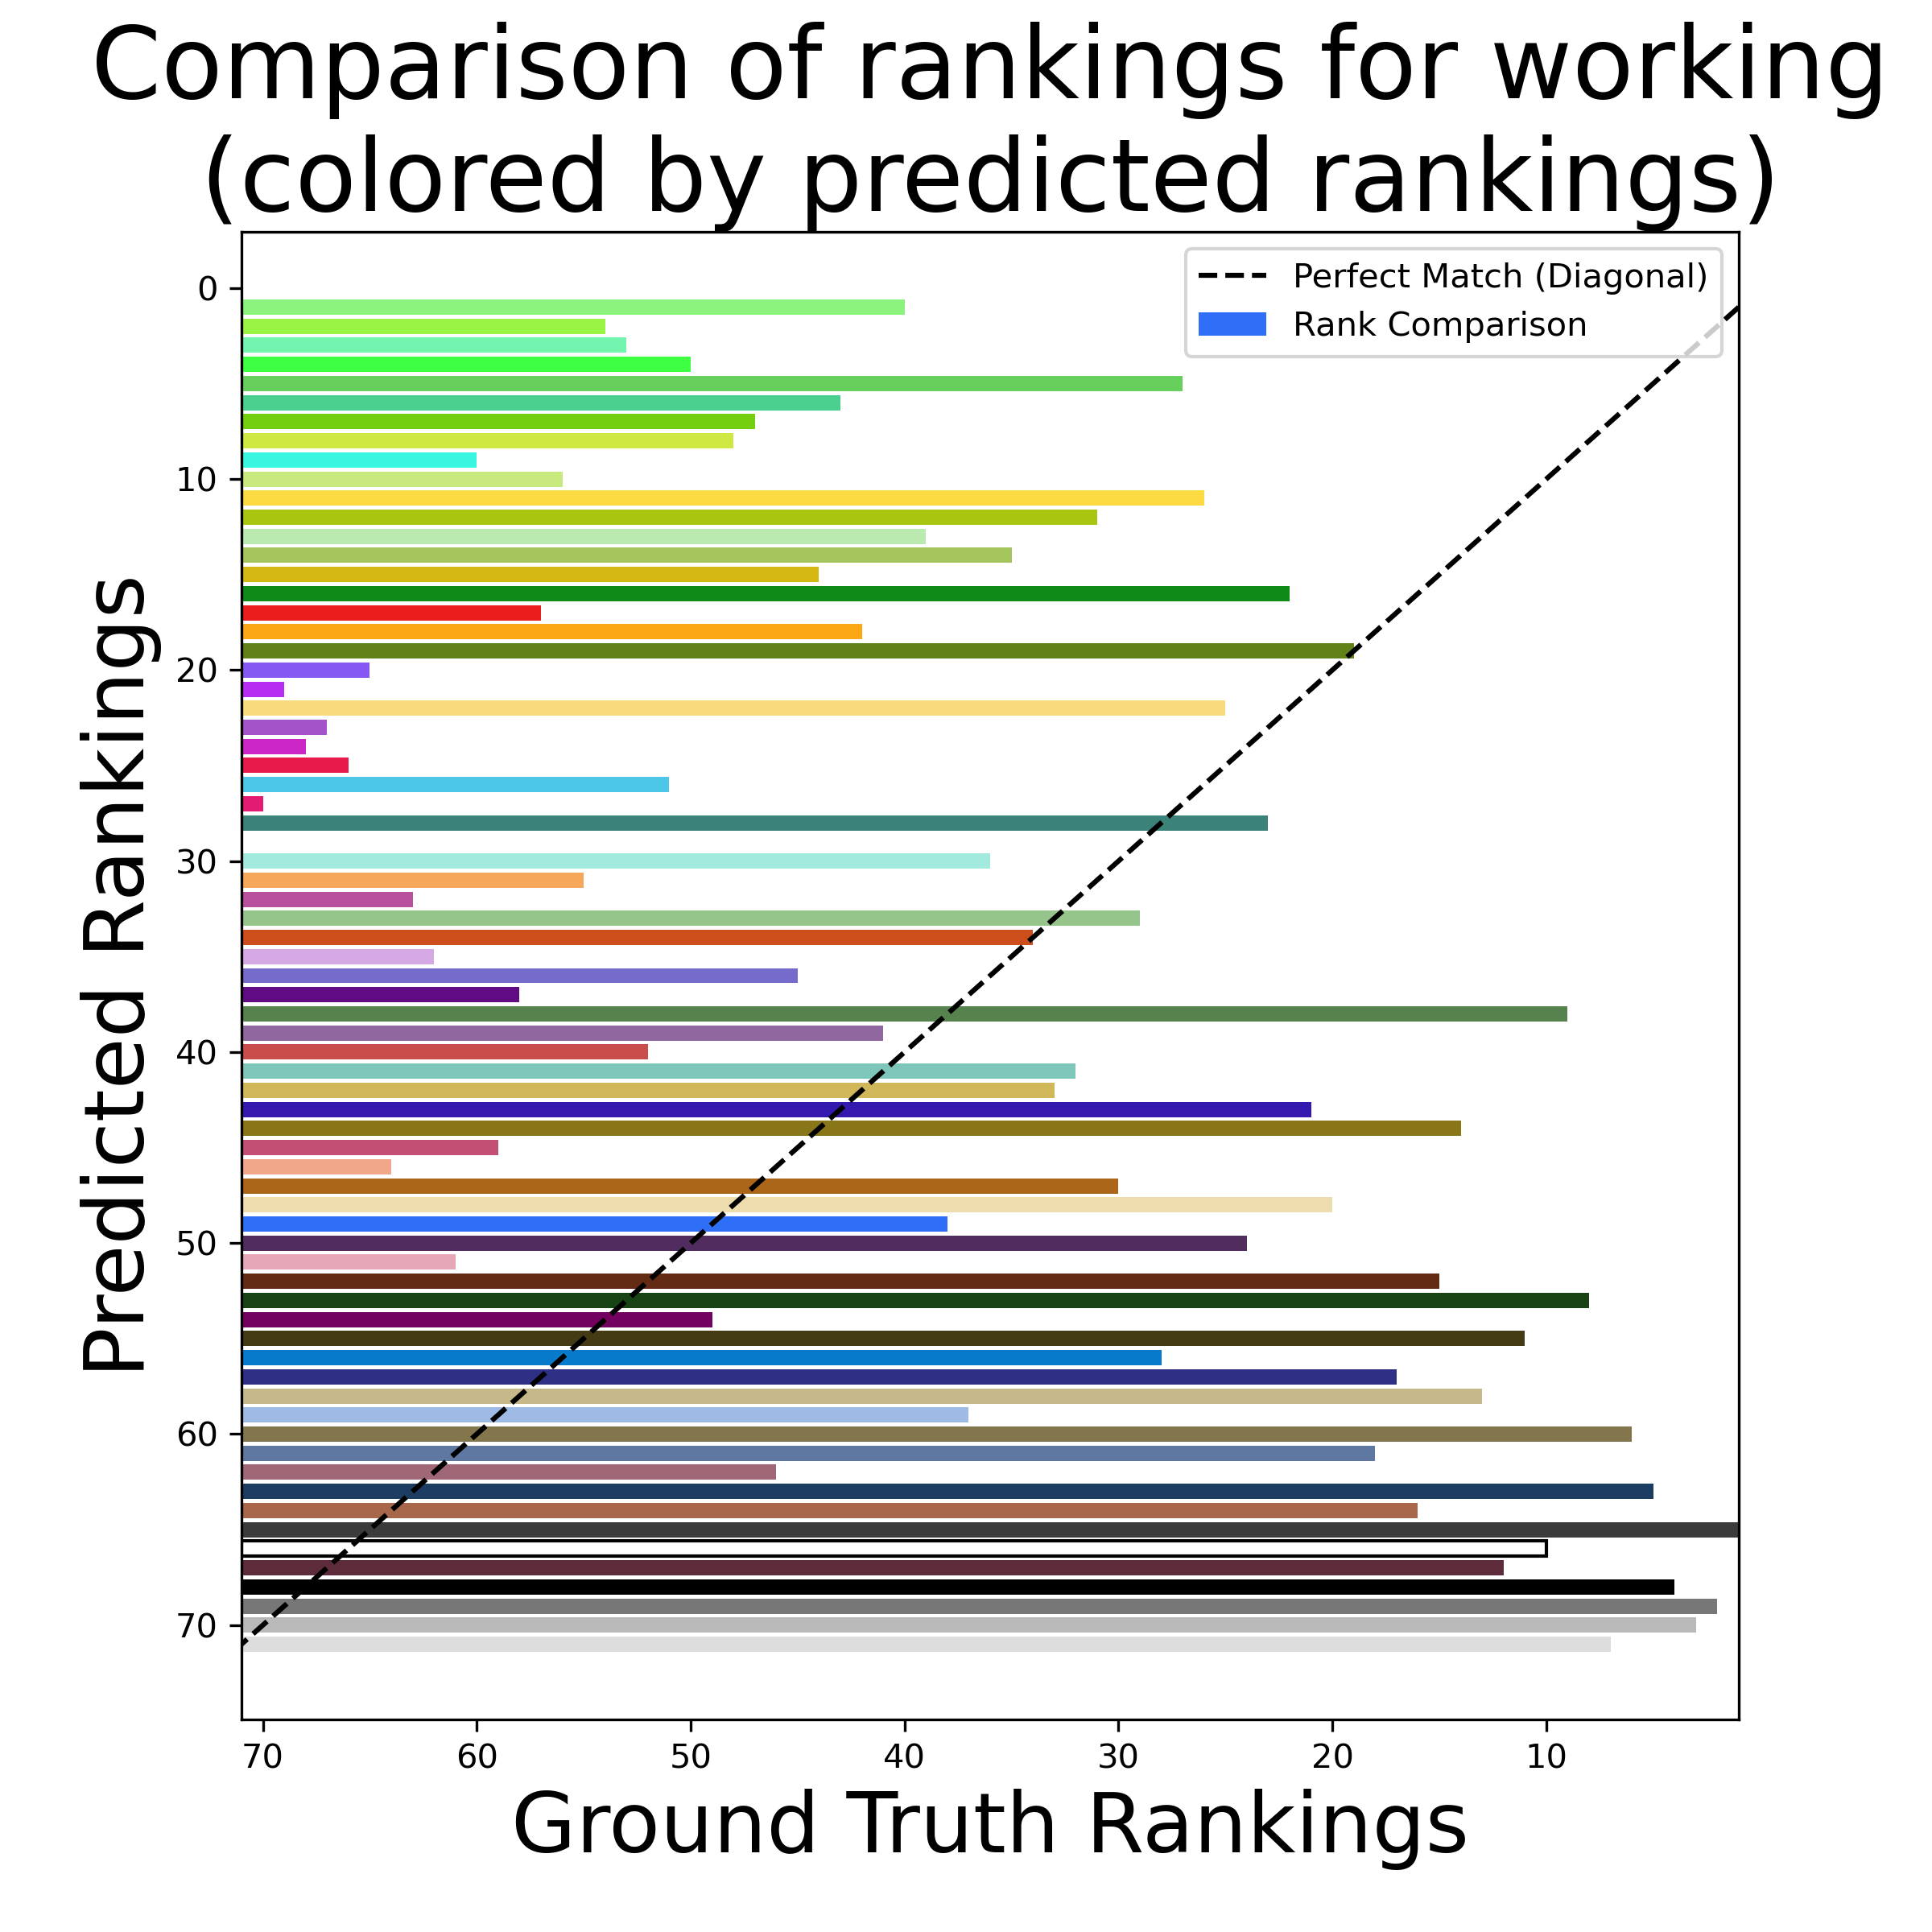 Comparison of rankings for working
(colored by predicted rankings)
Perfect Match (Diagonal)
Rank Comparison
Predicted Rankings
0
10
20
30
40
50
60
70
70 60 50 40 30 20 10
Ground Truth Rankings